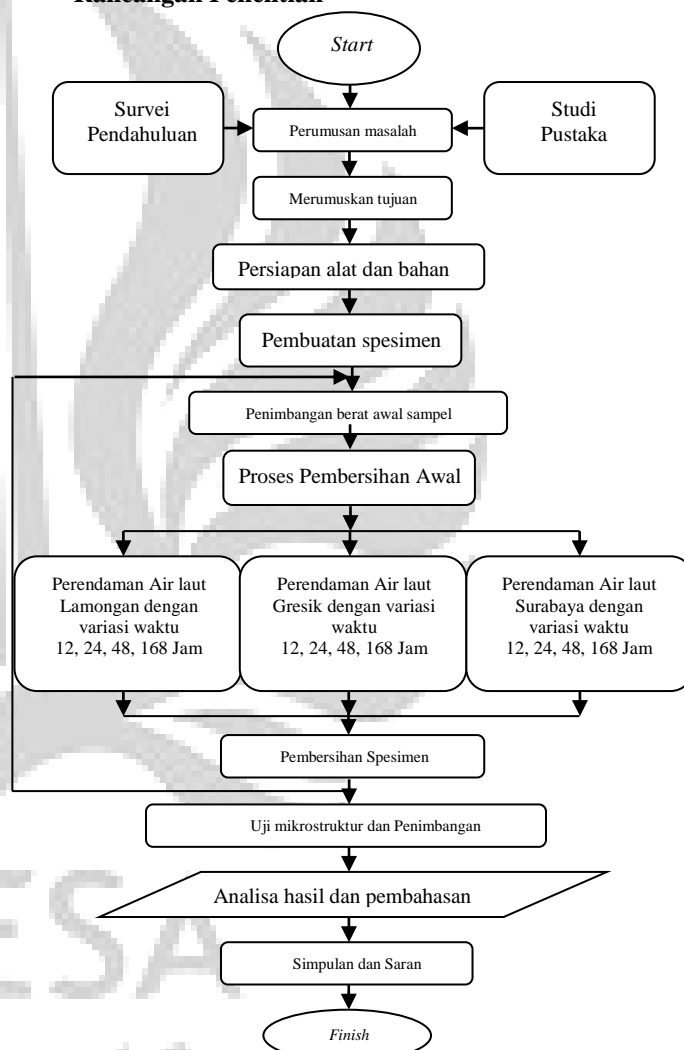 Rancangan Penelitian
Start
Survei
Pendahuluan
Perumusan masalah
Studi
Pustaka
Merumuskan tujuan
Persiapan alat dan bahan
Pembuatan spesimen
Penimbangan berat awal sampel
Proses Pembersihan Awal
Perendaman Air laut
Lamongan dengan
variasi waktu
12, 24, 48, 168 Jam
Perendaman Air laut
Gresik dengan variasi
waktu
12, 24, 48, 168 Jam
Perendaman Air laut
Surabaya dengan
variasi waktu
12, 24, 48, 168 Jam
Pembersihan Spesimen
Uji mikrostruktur dan Penimbangan
Analisa hasil dan pembahasan
Simpulan dan Saran
Finish
ESA